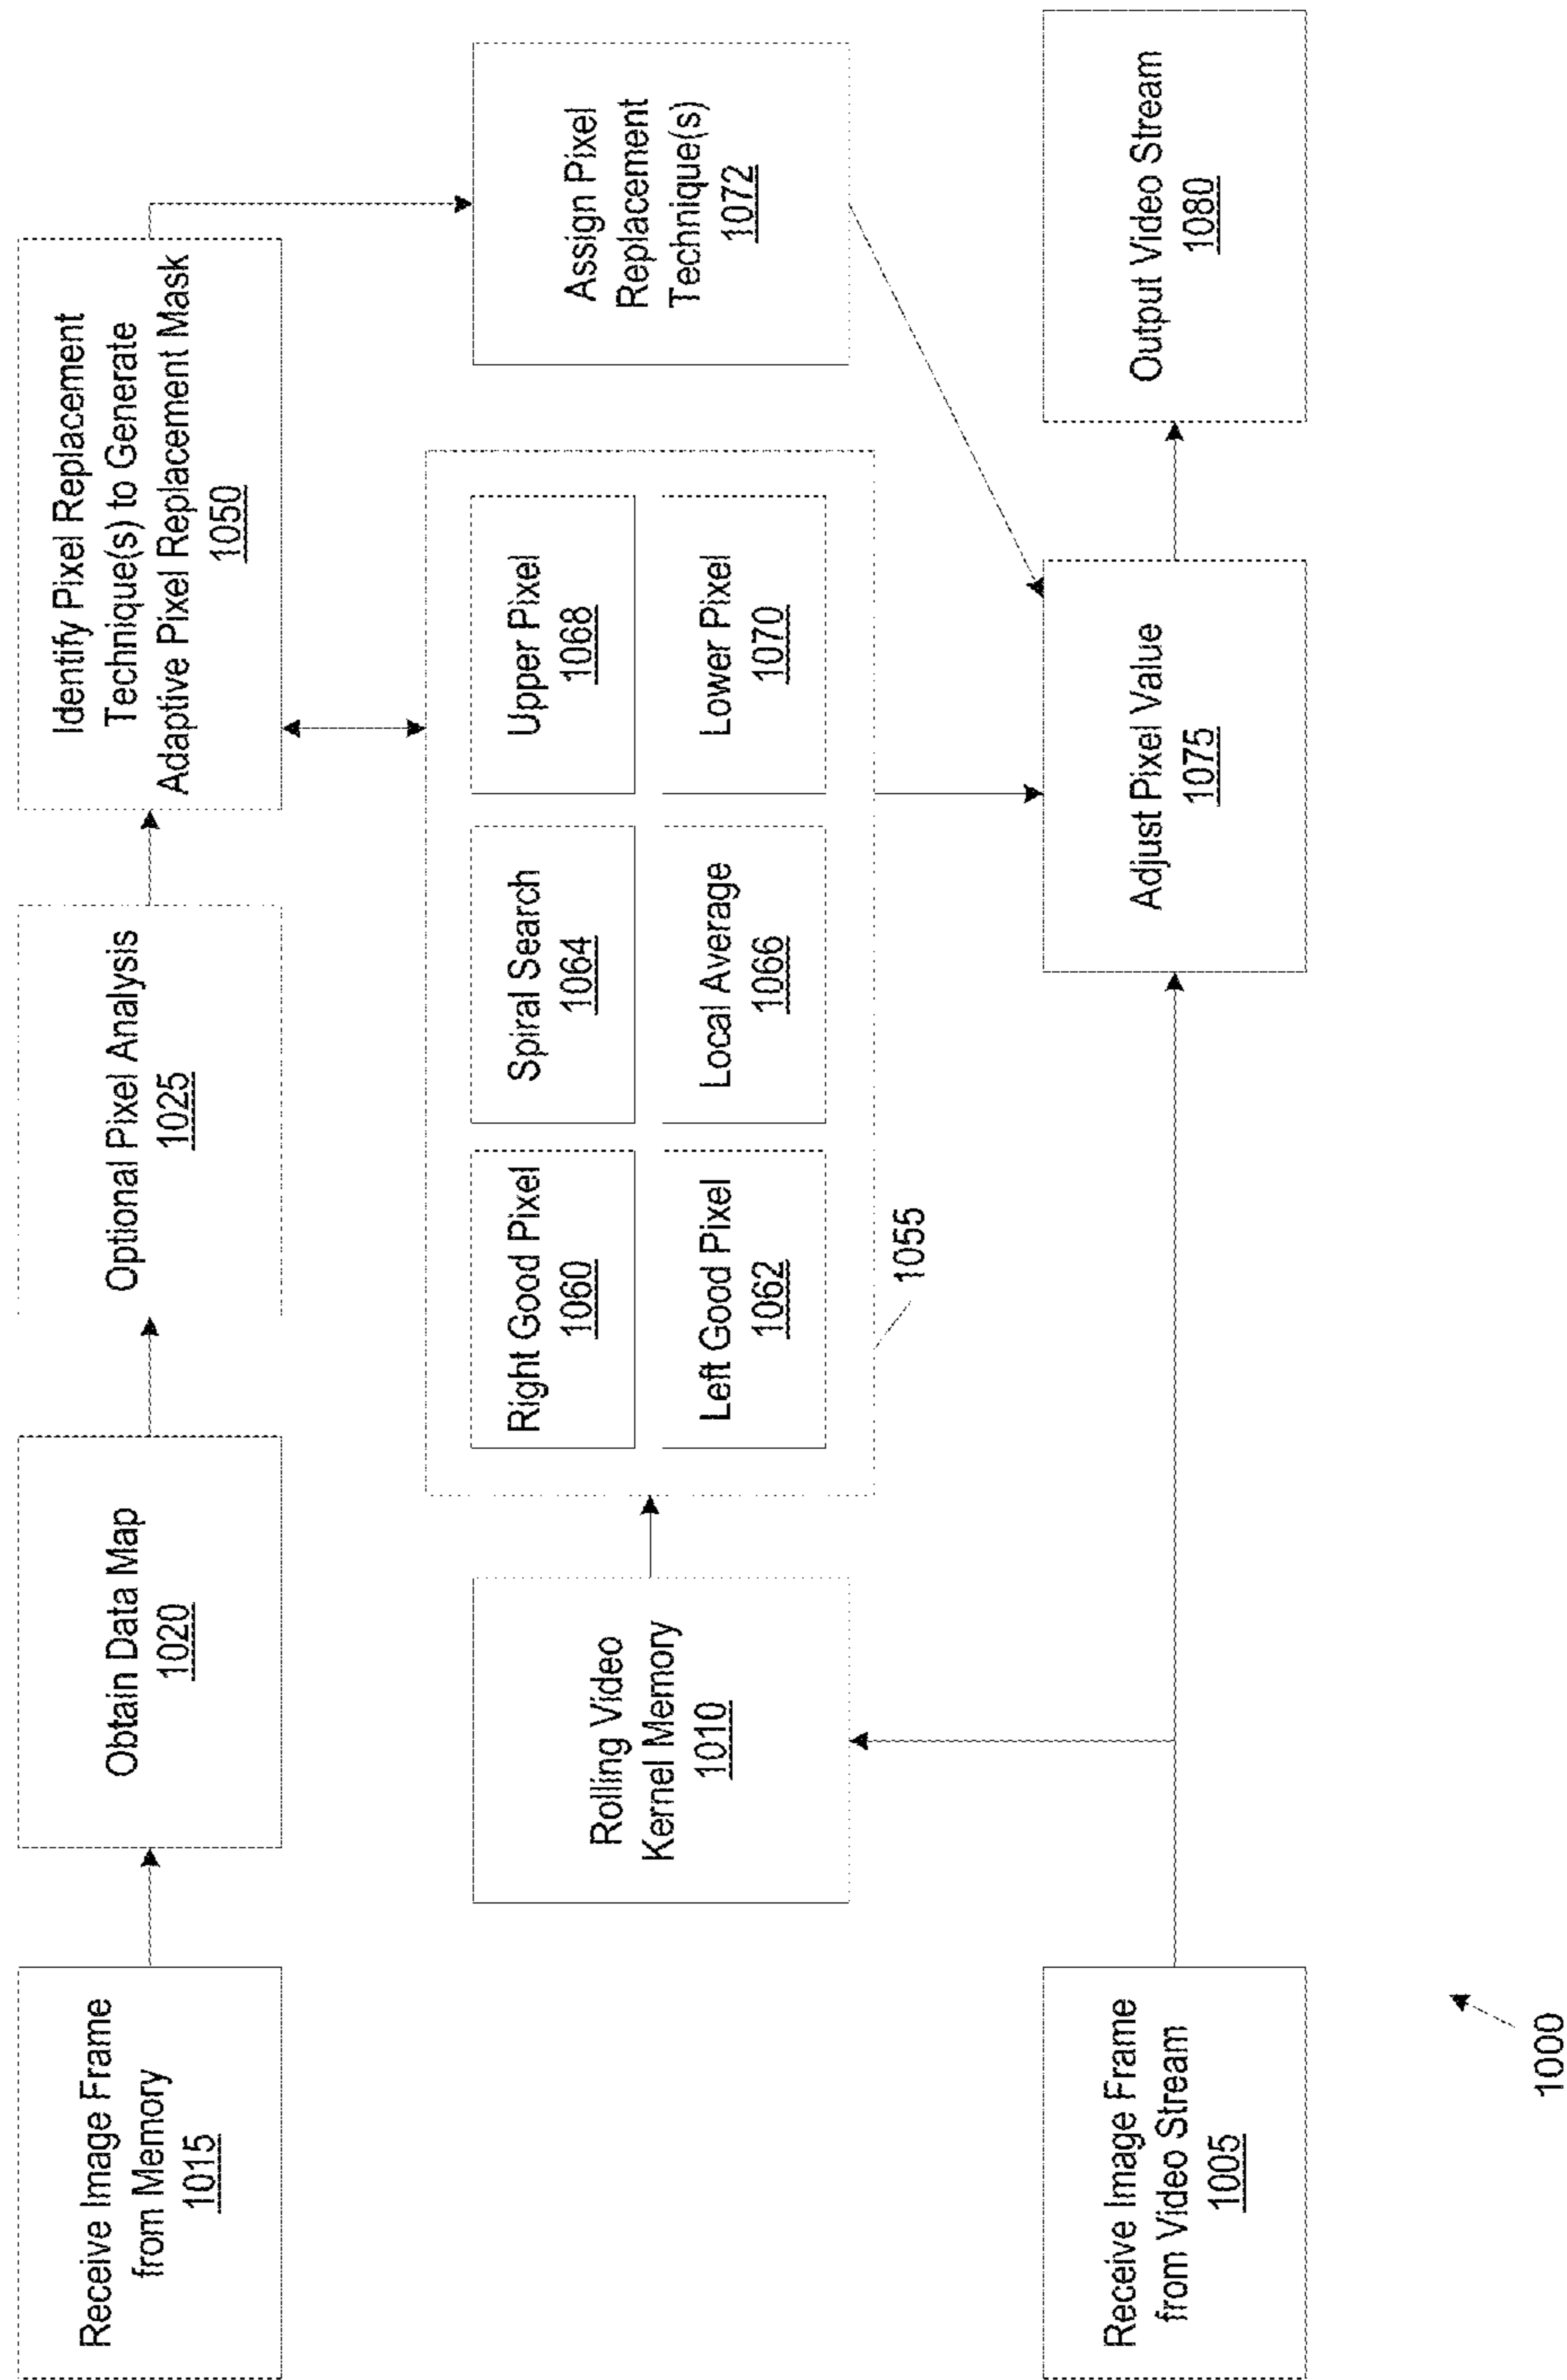 Receive Image Frame
from Memory
1015
Obtain Data Map
1020
Optional Pixel Analysis
1025
Identify Pixel Replacement
Technique(s) to Generate
Adaptive Pixel Replacement Mask
1050
Rolling Video
Kernel Memory
1010
Right Good Pixel
1060
Spiral Search
1064
Upper Pixel
1068
Left Good Pixel
1062
Local Average
1066
Lower Pixel
1070
1055
Assign Pixel
Replacement
Technique(s)
1072
Receive Image Frame
from Video Stream
1005
Adjust Pixel Value
1075
Output Video Stream
1080
1000